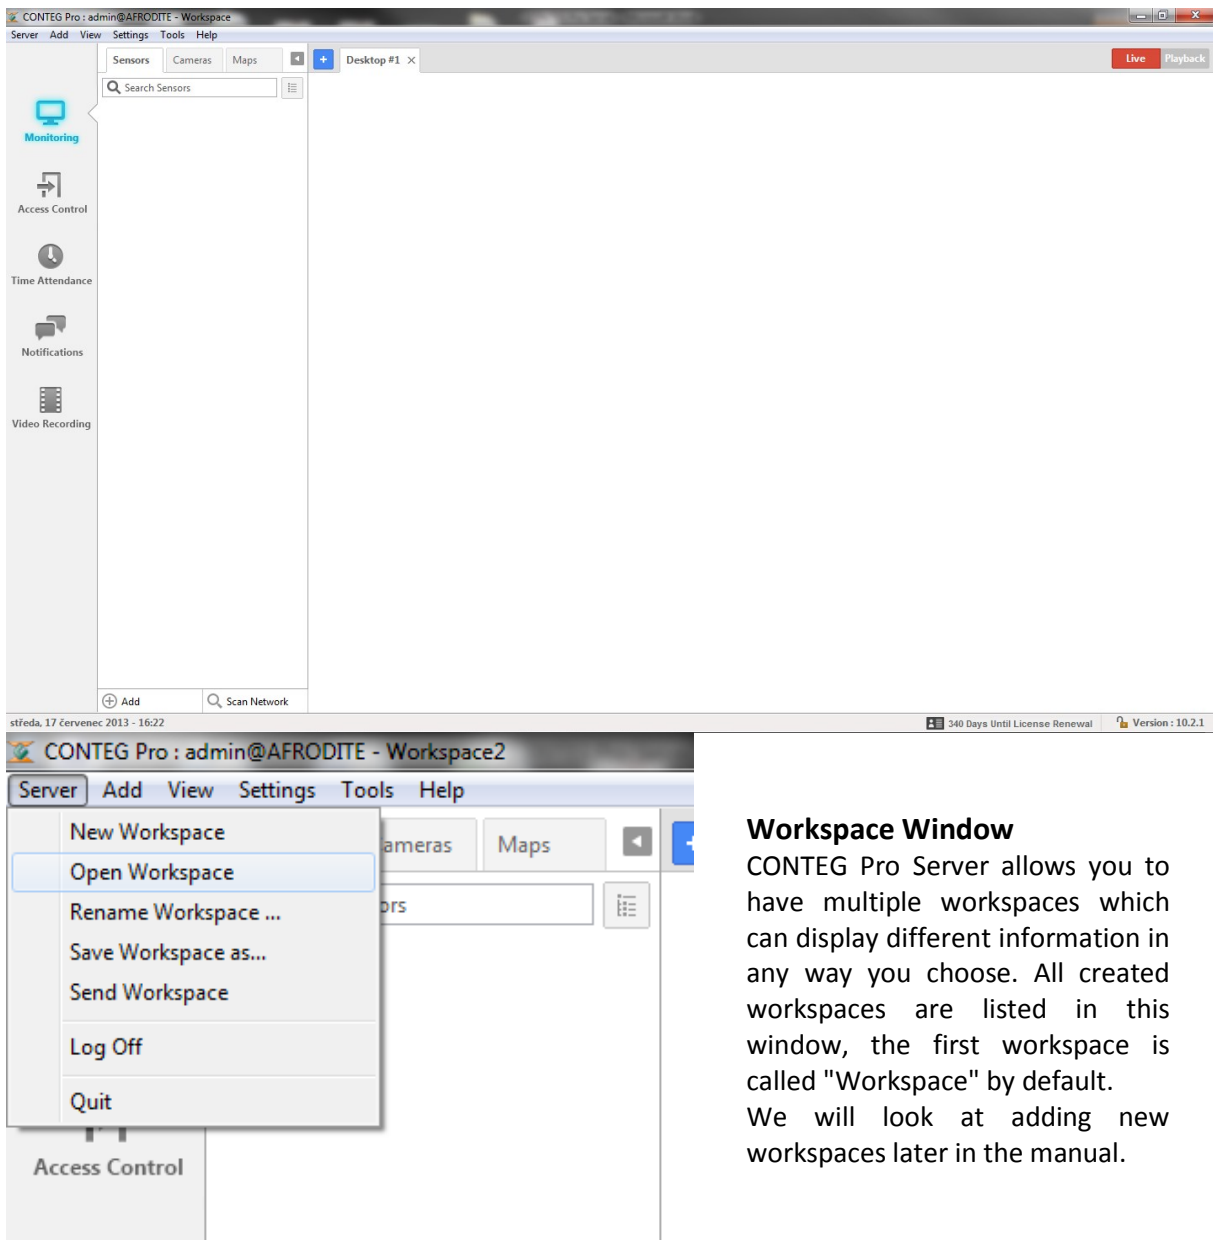 CONTEG Pro : admin@AFRODITE - Workspace
Server Add View Settings Tools Help
Sensors Cameras Maps
Desktop #1
Live Playback
Search Sensors
Monitoring
Access Control
Time Attendance
Notifications
Video Recording
Add Scan Network
středa, 17 červenec 2013 - 16:22
340 Days Until License Renewal
Version : 10.2.1
CONTEG Pro : admin@AFRODITE - Workspace2
Server Add View Settings Tools Help
ameras Maps
ors
New Workspace
Open Workspace
Rename Workspace ...
Save Workspace as...
Send Workspace
Log Off
Quit
Access Control
Workspace Window
CONTEG Pro Server allows you to
have multiple workspaces which
can display different information in
any way you choose. All created
workspaces are listed in this
window, the first workspace is
called "Workspace" by default.
We will look at adding new
workspaces later in the manual.